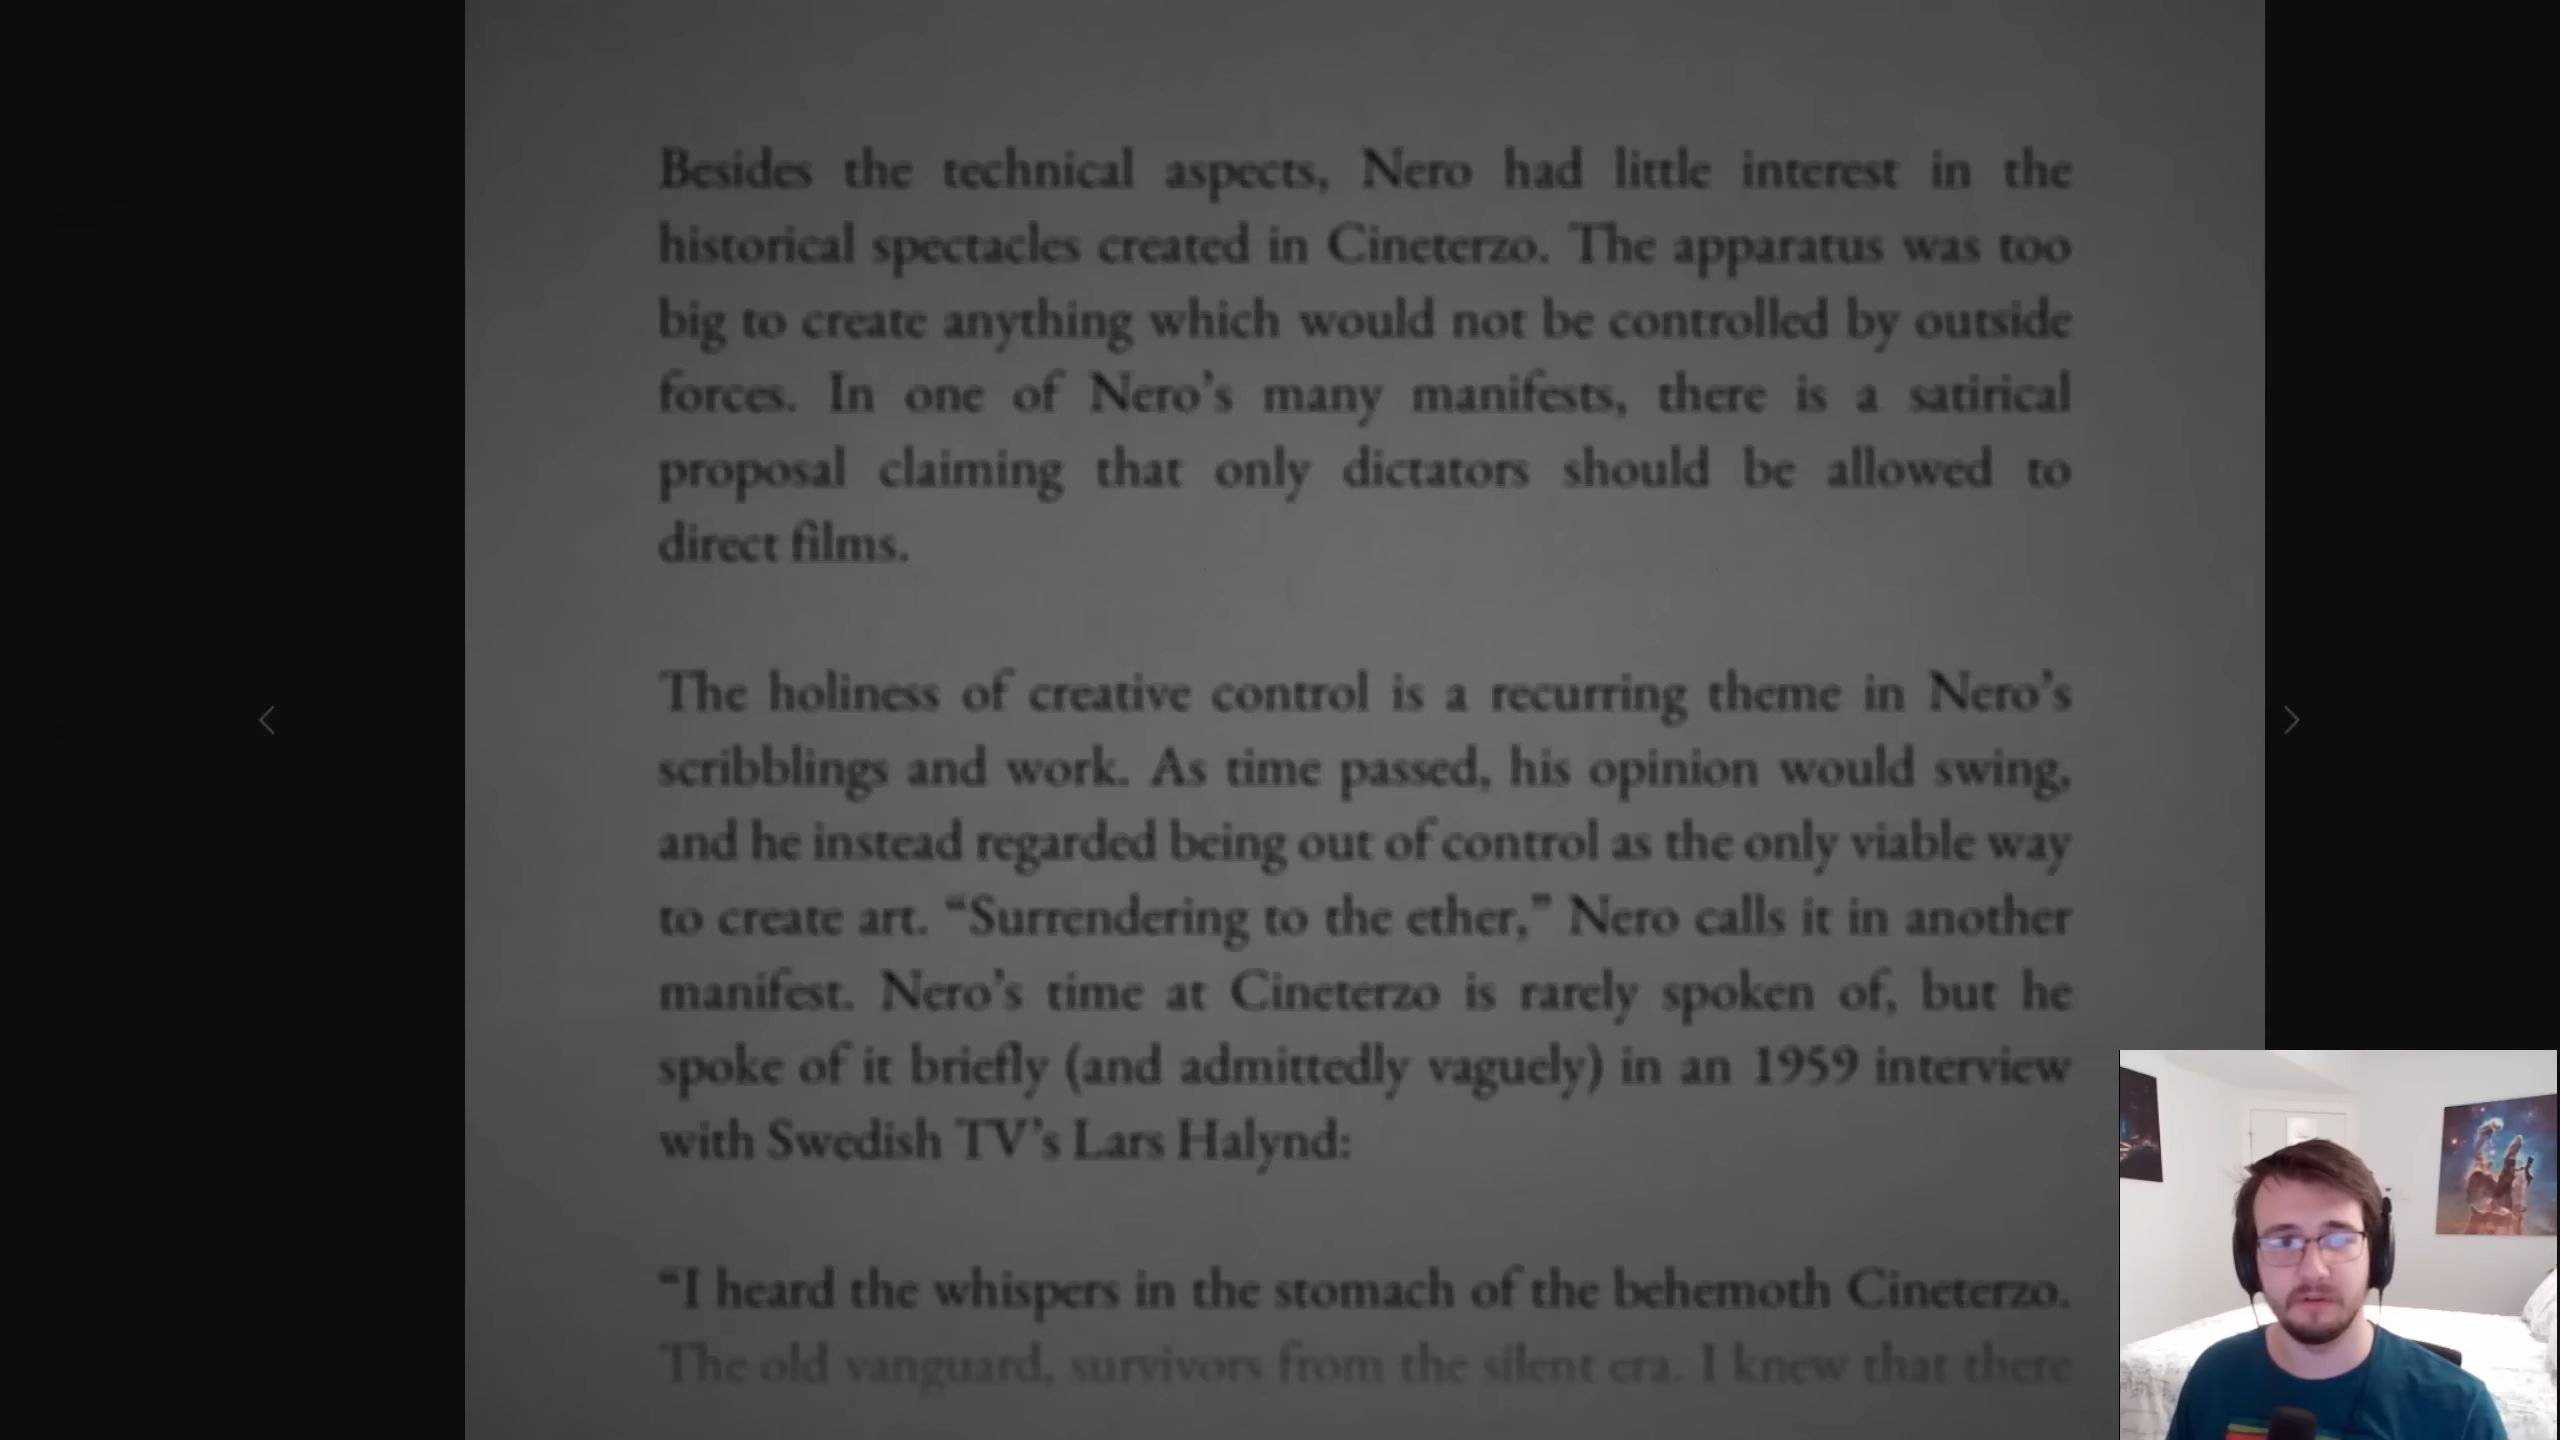 Besides the technical aspects, Nero had little interest in the
historical spectacles created in Cineterzo. The apparatus was too
big to create anything which would not be controlled by outside
forces. In one of Nero’s many manifests, there is a satirical
proposal claiming that only dictators should be allowed to
direct films.
The holiness of creative control is a recurring theme in Nero’s
scribblings and work. As time passed, his opinion would swing,
and he instead regarded being out of control as the only viable way
to create art. “Surrendering to the ether,” Nero calls it in another
manifest. Nero’s time at Cineterzo is rarely spoken of, but he
spoke of it briefly (and admittedly vaguely) in an 1959 interview
with Swedish TV’s Lars Halynd:
“I heard the whispers in the stomach of the behemoth Cineterzo.
The old vanguard, survivors from the silent era. I knew that there